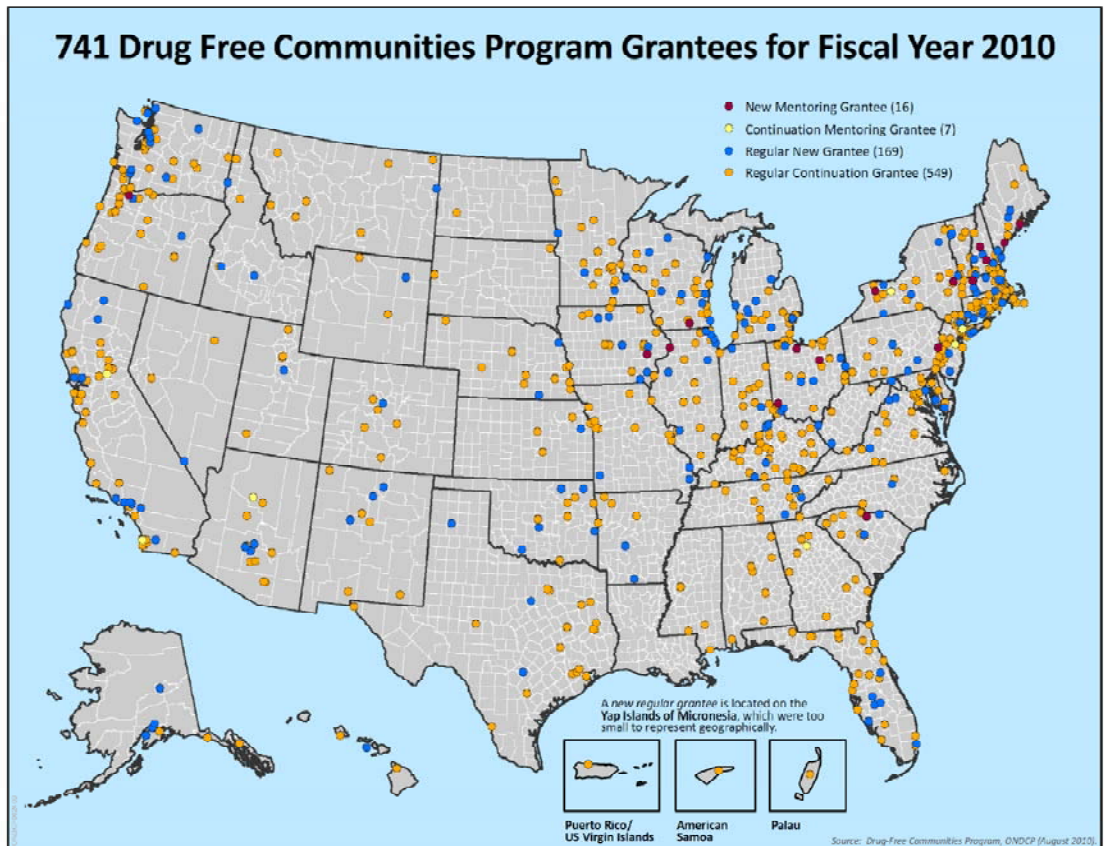 741 Drug Free Communities Program Grantees for Fiscal Year 2010
New Mentoring Grantee (16)
Continuation Mentoring Grantee (7)
Regular New Grantee (169)
Regular Continuation Grantee (549)
A new regular grantee is located on the
Yap Islands of Micronesia, which were too
small to represent geographically.
Puerto Rico/
US Virgin Islands
American
Samoa
Palau
Source: Drug-Free Communities Program, ONDCP (August 2010).